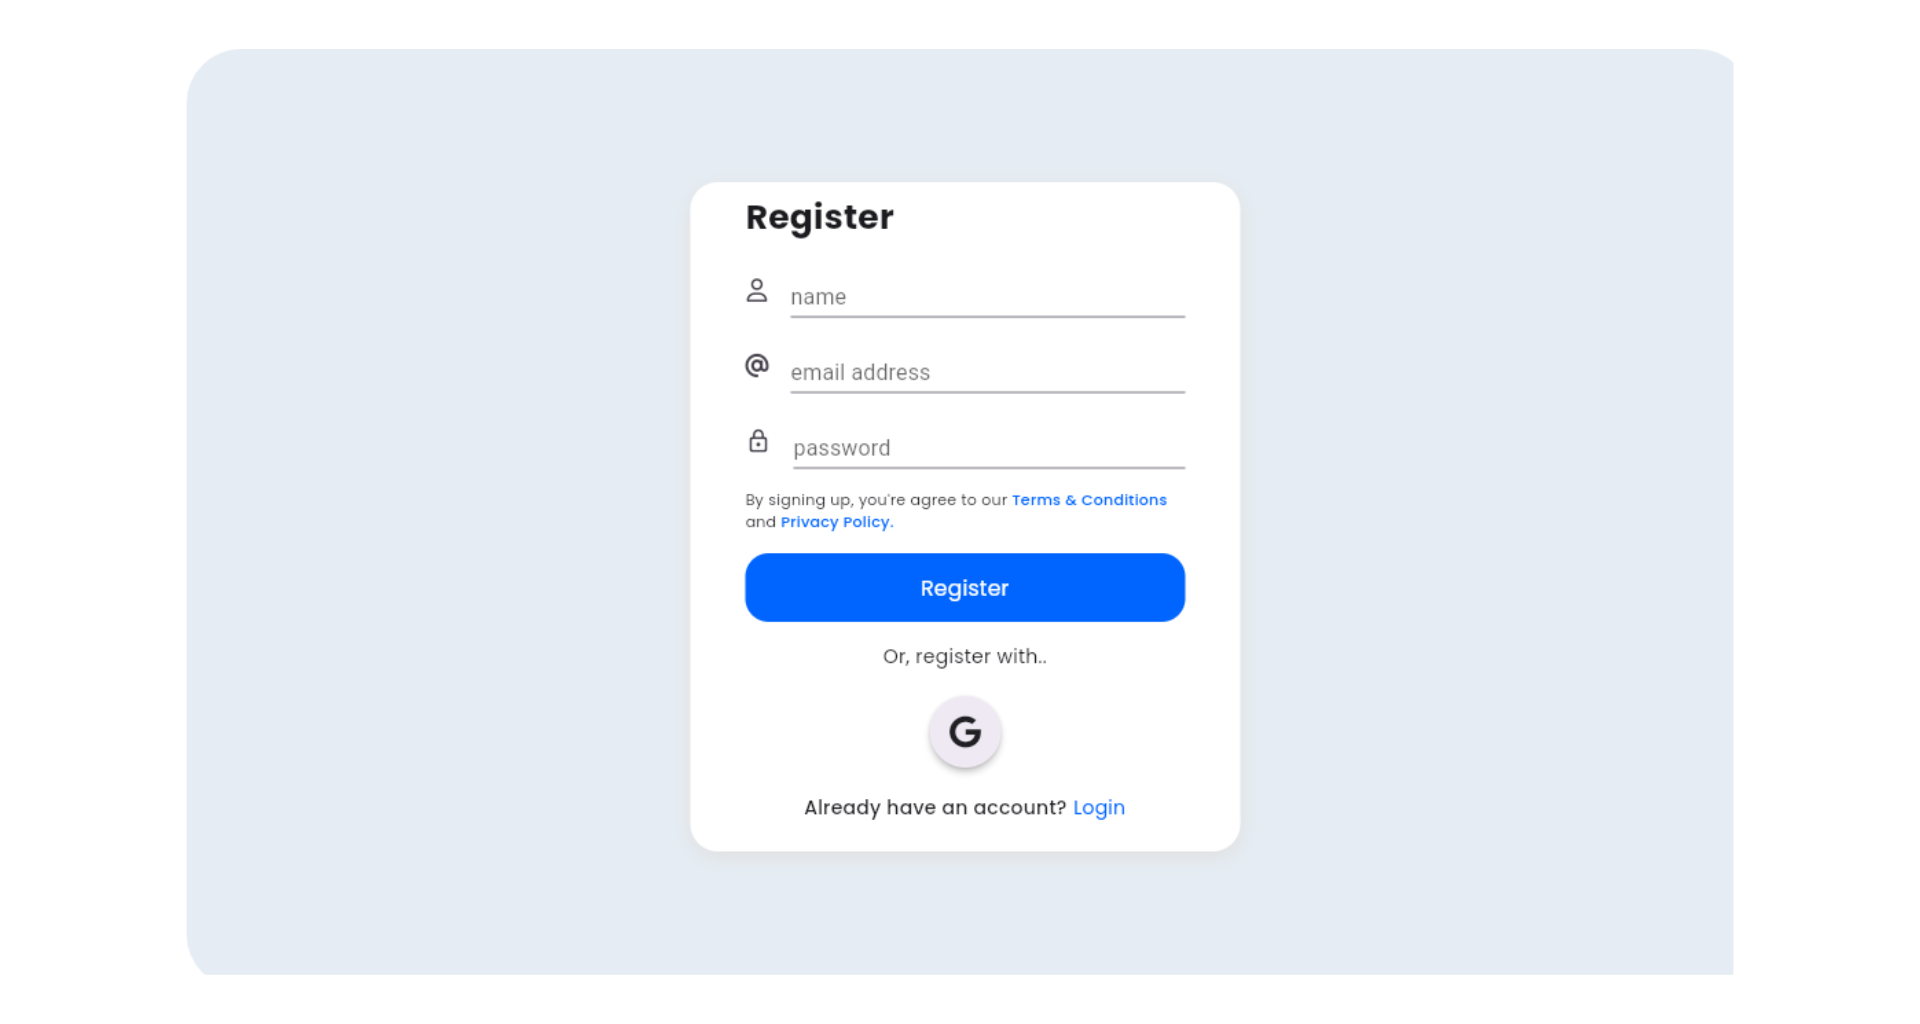 Register
name
@
email address
password
By signing up, you're agree to our Terms & Conditions
and Privacy Policy.
Register
Or, register with..
G
Already have an account? Login